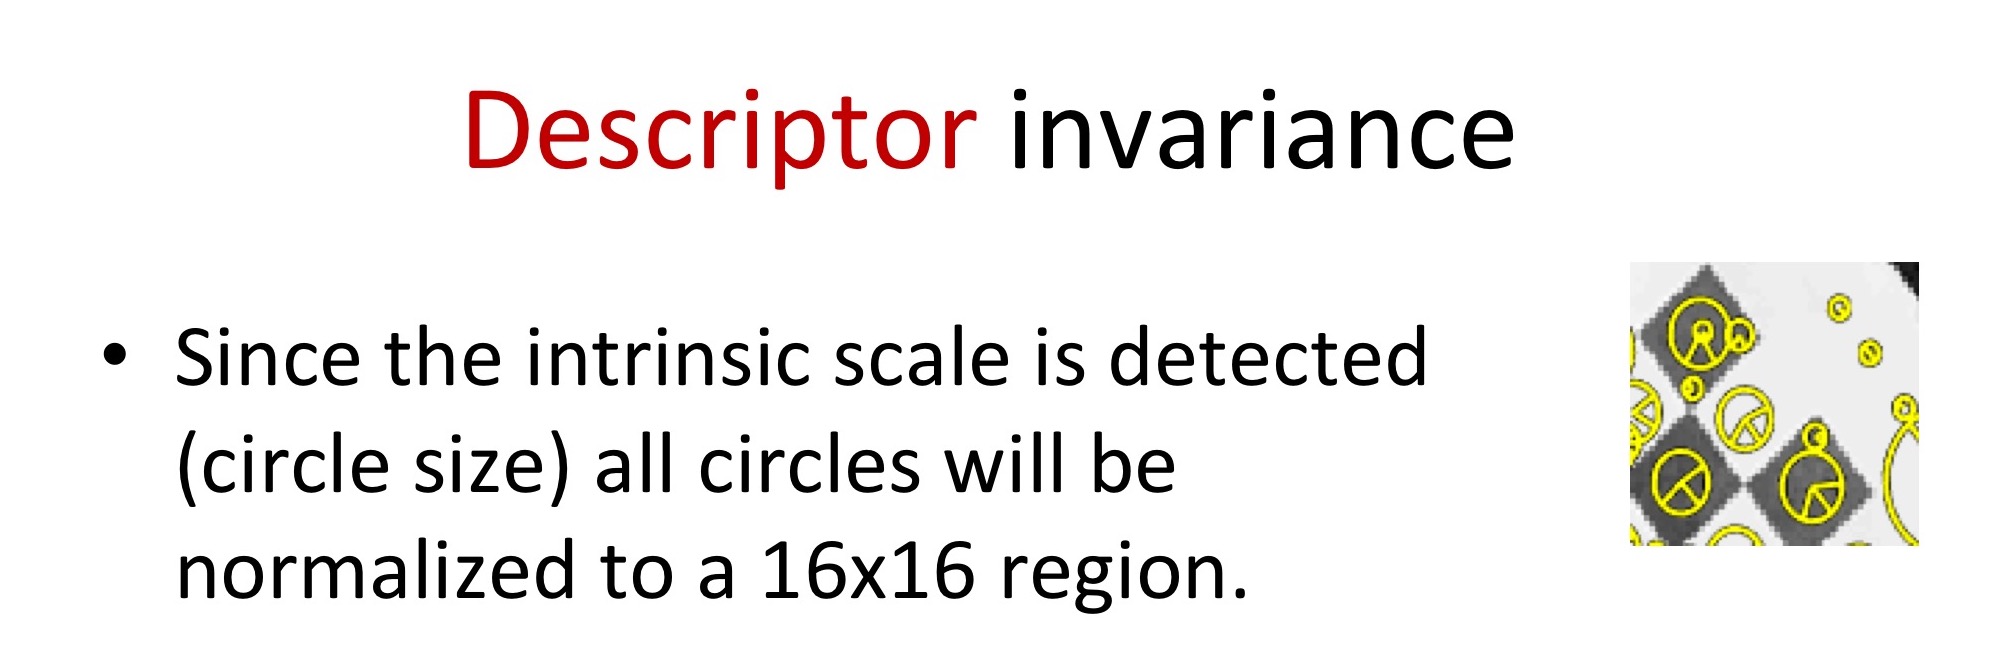 Descriptor invariance
• Since the intrinsic scale is detected
(circle size) all circles will be
normalized to a 16x16 region.